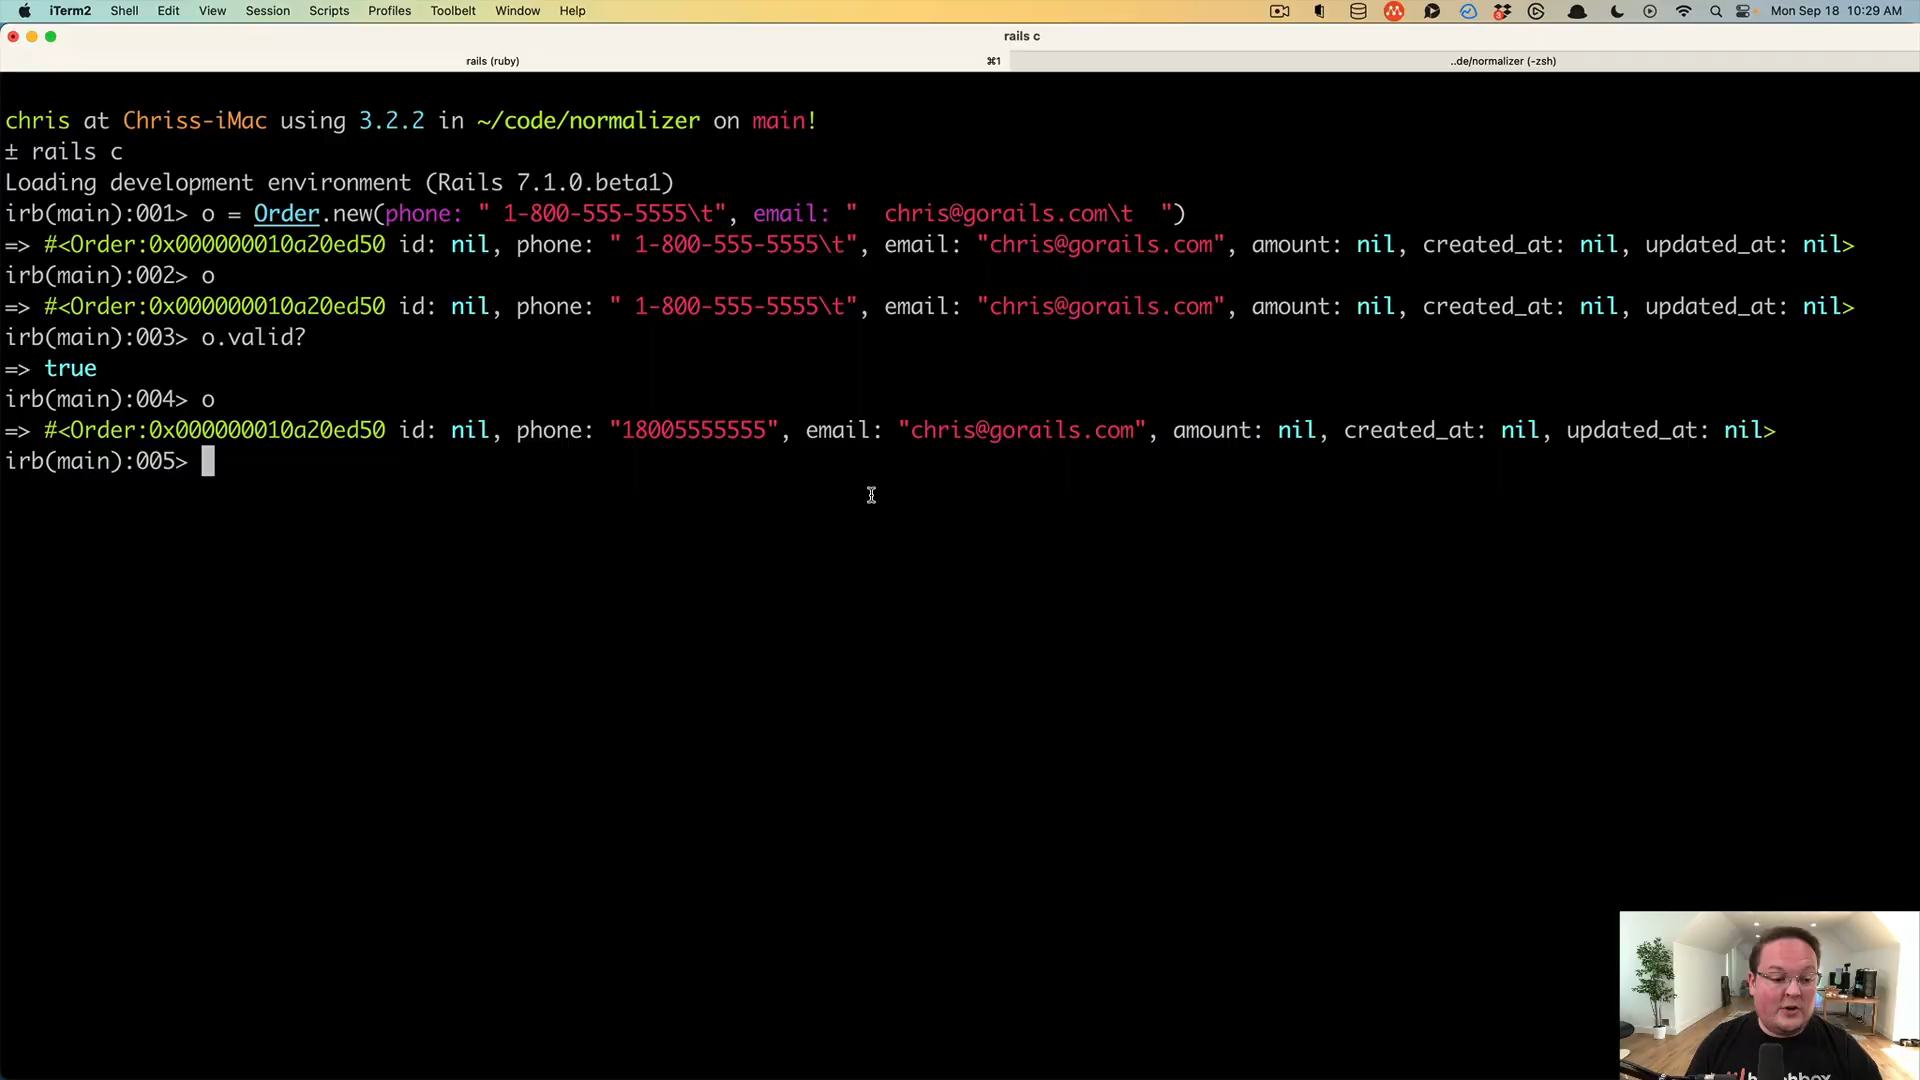 iTerm2 Shell Edit View Session Scripts Profiles Toolbelt Window Help Mon Sep 18 10:29 AM
rails c
rails (ruby) ⌘1 ..de/normalizer (-zsh)
chris at Chriss-iMac using 3.2.2 in ~/code/normalizer on main!
± rails c
Loading development environment (Rails 7.1.0.beta1)
irb(main):001> o = Order.new(phone: " 1-800-555-5555\t", email: "  chris@gorails.com\t  ")
=> #<Order:0x000000010a20ed50 id: nil, phone: " 1-800-555-5555\t", email: "chris@gorails.com", amount: nil, created_at: nil, updated_at: nil>
irb(main):002> o
=> #<Order:0x000000010a20ed50 id: nil, phone: " 1-800-555-5555\t", email: "chris@gorails.com", amount: nil, created_at: nil, updated_at: nil>
irb(main):003> o.valid?
=> true
irb(main):004> o
=> #<Order:0x000000010a20ed50 id: nil, phone: "18005555555", email: "chris@gorails.com", amount: nil, created_at: nil, updated_at: nil>
irb(main):005>